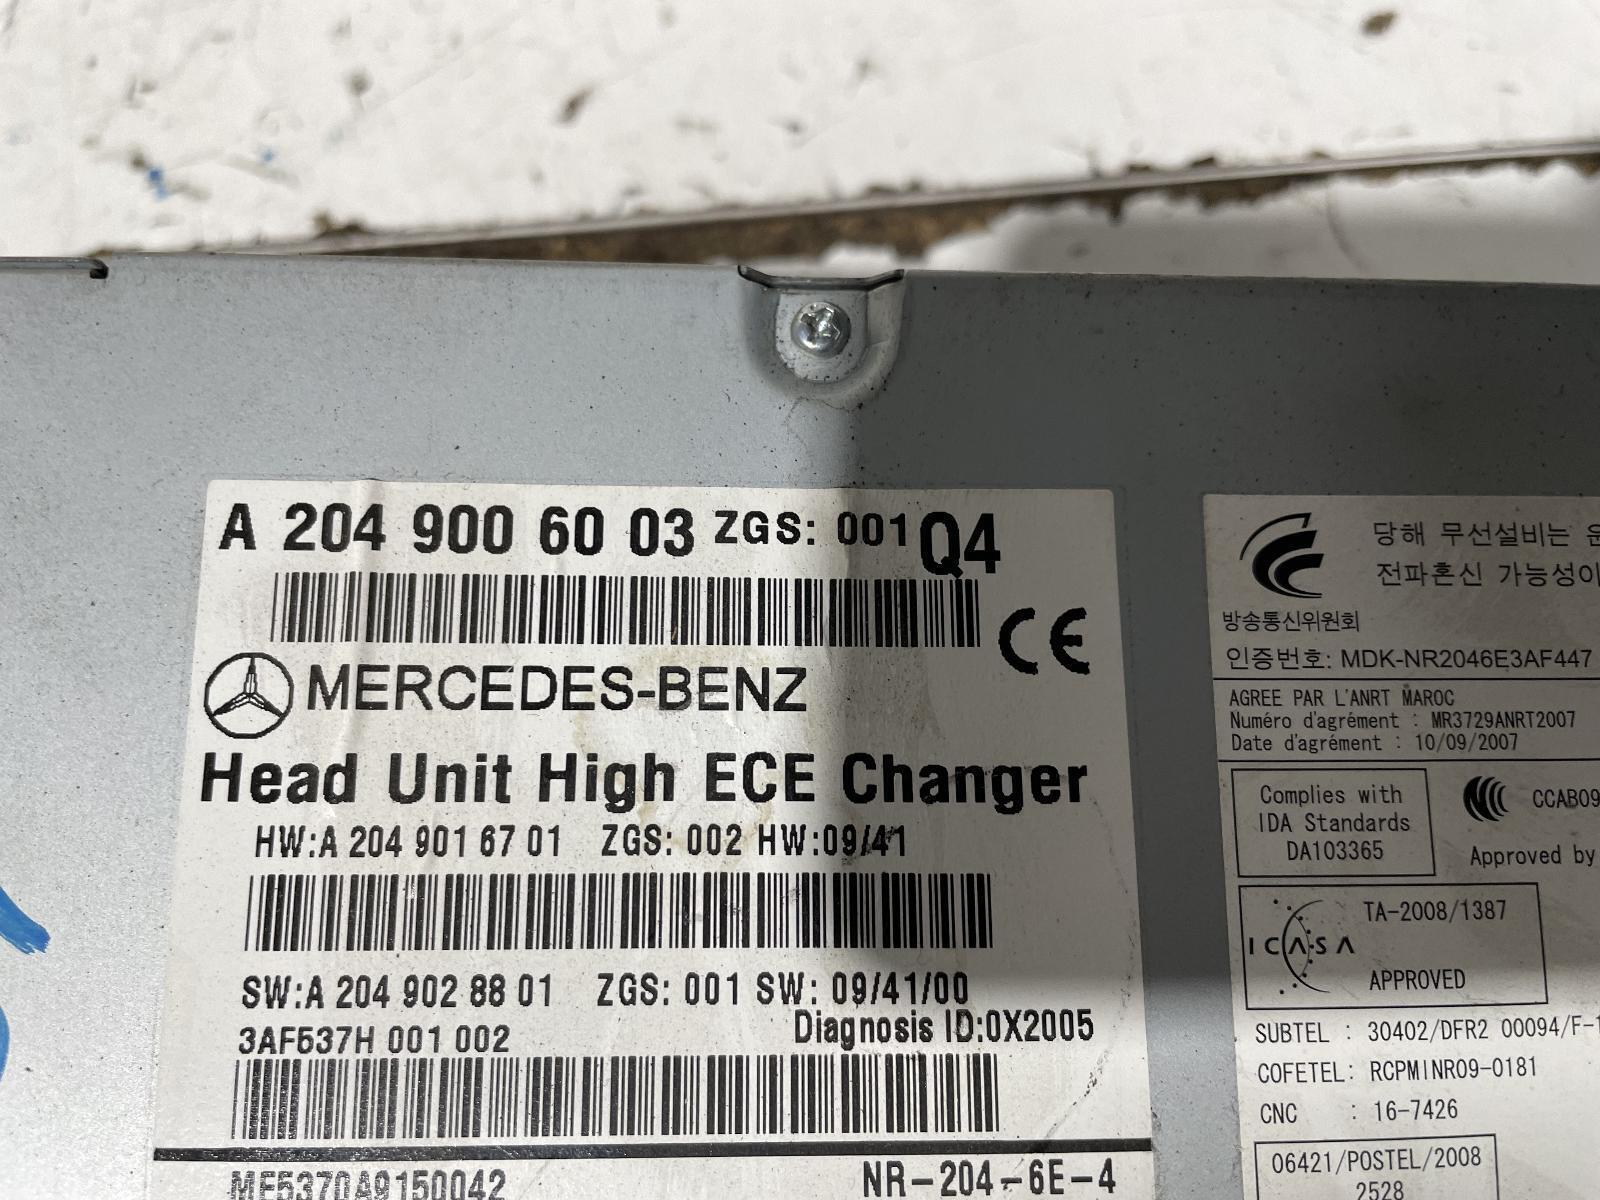 A 204 900 60 03 ZGS: 001 Q4
CE
MERCEDES-BENZ
Head Unit High ECE Changer
HW:A 204 901 67 01 ZGS: 002 HW:09/41
SW:A 204 902 88 01 ZGS: 001 SW: 09/41/00
3AF537H 001 002
Diagnosis ID:0X2005
ME5370A9150042
NR-204-6E-4
당해 무선설비는
전파혼신 가능성이
방송통신위원회
인증번호: MDK-NR2046E3AF447
AGREE PAR L'ANRT MAROC
Numéro d'agrément : MR3729ANRT2007
Date d'agrément : 10/09/2007
Complies with
IDA Standards
DA103365
CCAB09
Approved by
ICASA
TA-2008/1387
APPROVED
SUBTEL : 30402/DFR2 00094/F-
COFETEL: RCPMINR09-0181
CNC : 16-7426
06421/POSTEL/2008
2528